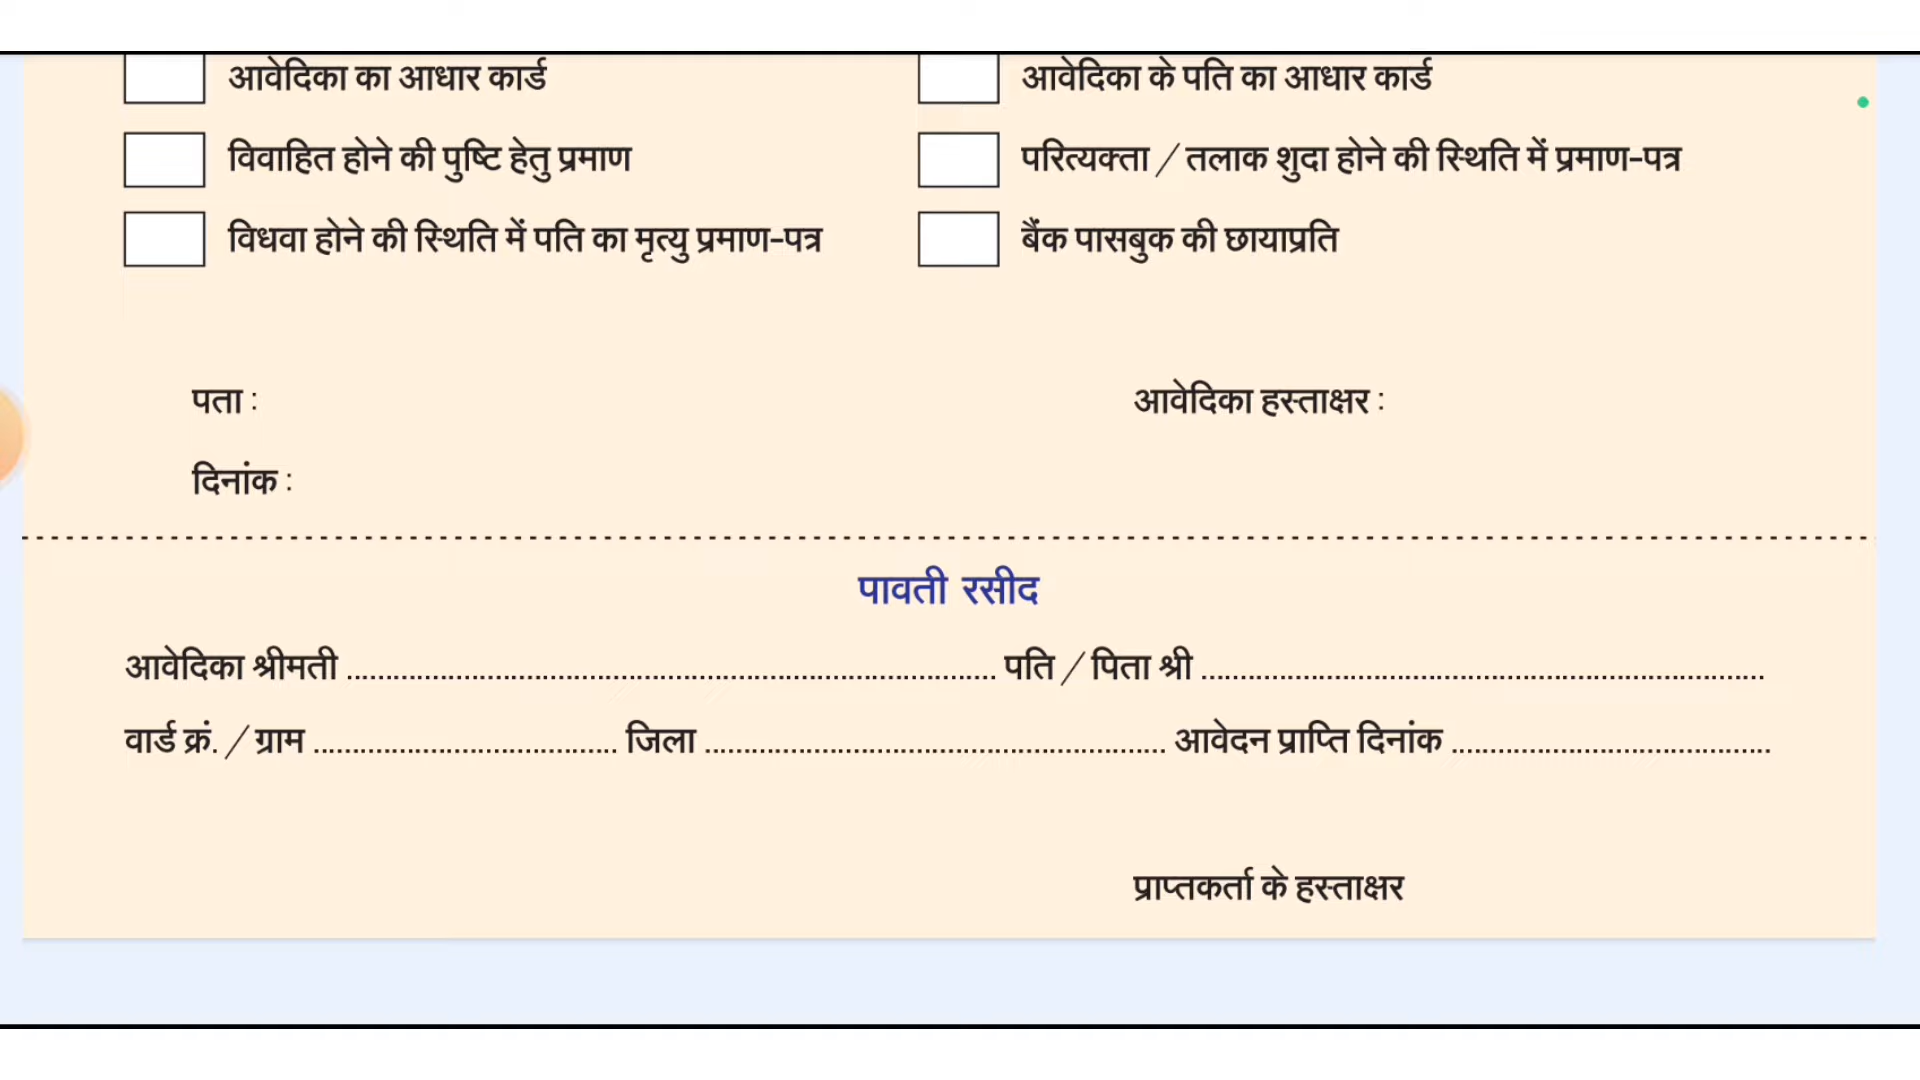 आवेदिका का आधार कार्ड आवेदिका के पति का आधार कार्ड
विवाहित होने की पुष्टि हेतु प्रमाण परित्यक्ता / तलाक शुदा होने की स्थिति में प्रमाण-पत्र
विधवा होने की स्थिति में पति का मृत्यु प्रमाण-पत्र बैंक पासबुक की छायाप्रति
पता : आवेदिका हस्ताक्षर :
दिनांक :
पावती रसीद
आवेदिका श्रीमती .................................................................................. पति / पिता श्री ........................................................................
वार्ड क्रं. / ग्राम ....................................... जिला ........................................................... आवेदन प्राप्ति दिनांक .........................................
प्राप्तकर्ता के हस्ताक्षर